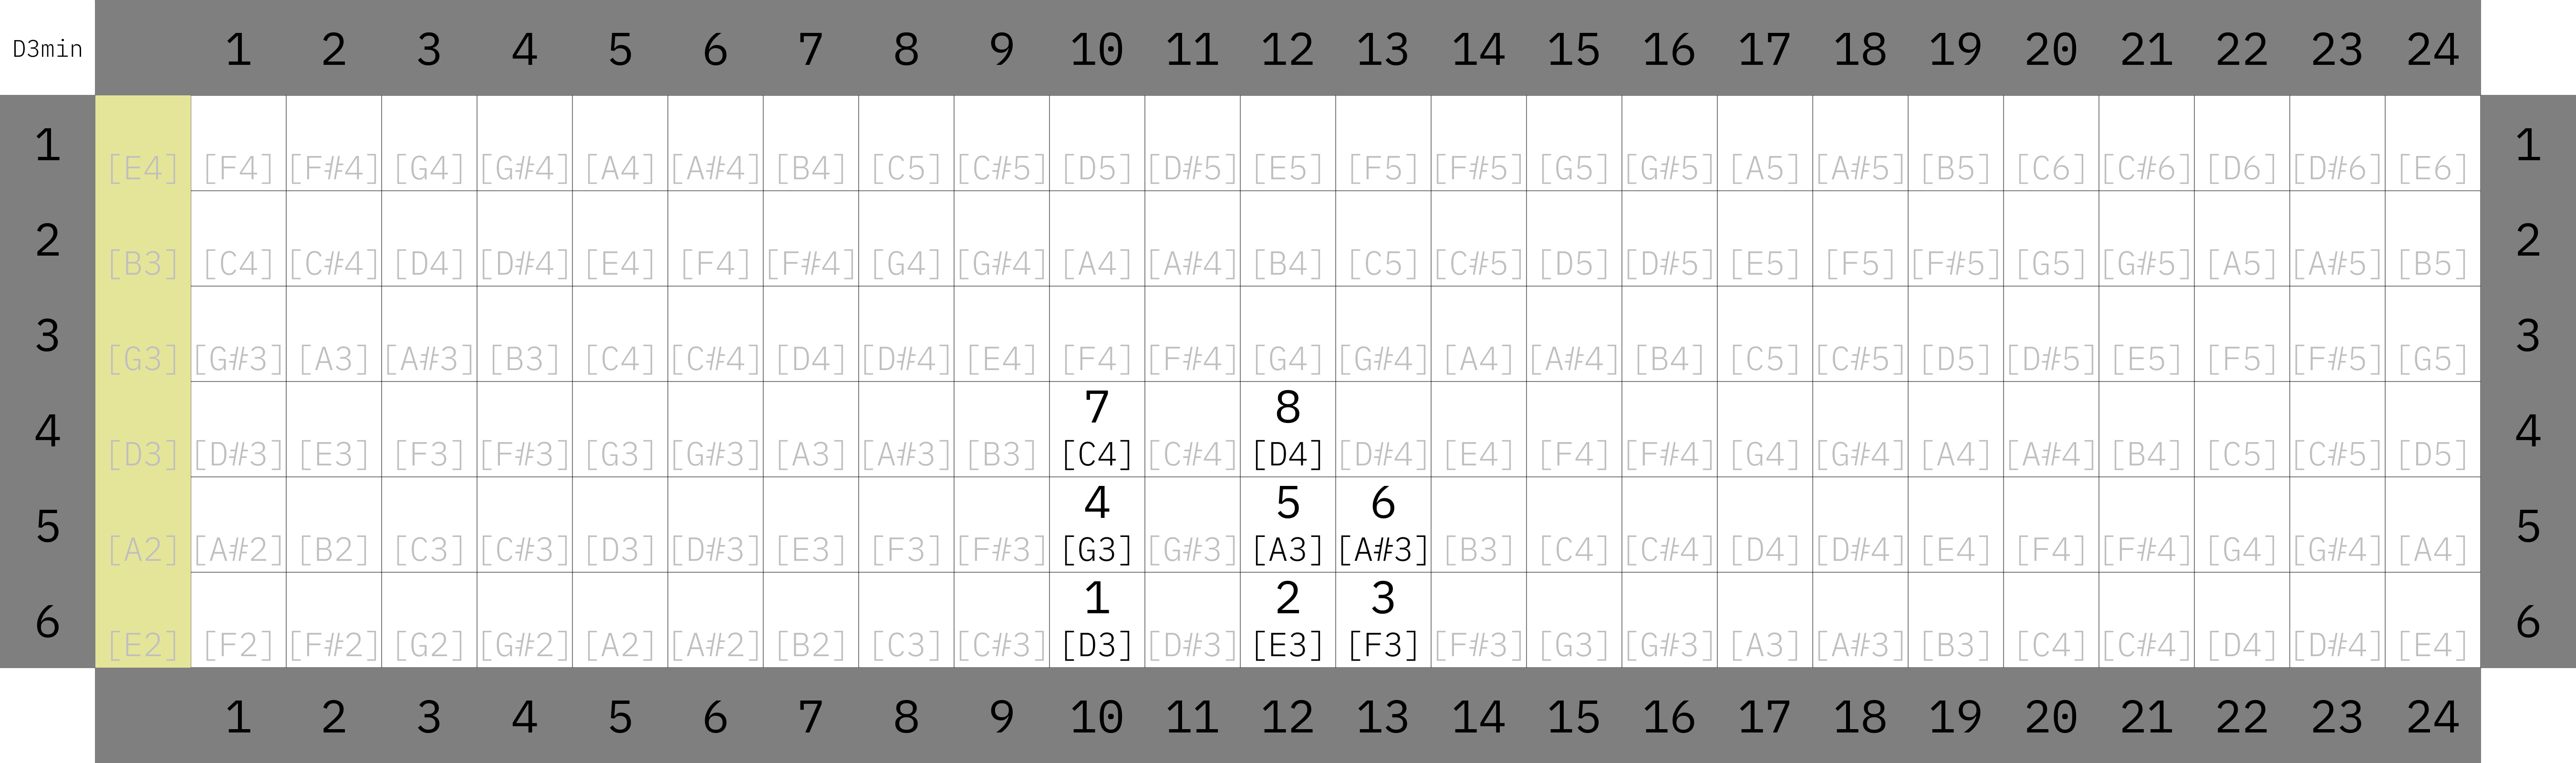 D3min 1 2 3 4 5 6 7 8 9 10 11 12 13 14 15 16 17 18 19 20 21 22 23 24
1 [E4] [F4] [F#4] [G4] [G#4] [A4] [A#4] [B4] [C5] [C#5] [D5] [D#5] [E5] [F5] [F#5] [G5] [G#5] [A5] [A#5] [B5] [C6] [C#6] [D6] [D#6] [E6] 1
2 [B3] [C4] [C#4] [D4] [D#4] [E4] [F4] [F#4] [G4] [G#4] [A4] [A#4] [B4] [C5] [C#5] [D5] [D#5] [E5] [F5] [F#5] [G5] [G#5] [A5] [A#5] [B5] 2
3 [G3] [G#3] [A3] [A#3] [B3] [C4] [C#4] [D4] [D#4] [E4] [F4] [F#4] [G4] [G#4] [A4] [A#4] [B4] [C5] [C#5] [D5] [D#5] [E5] [F5] [F#5] [G5] 3
7 8
4 [D3] [D#3] [E3] [F3] [F#3] [G3] [G#3] [A3] [A#3] [B3] [C4] [C#4] [D4] [D#4] [E4] [F4] [F#4] [G4] [G#4] [A4] [A#4] [B4] [C5] [C#5] [D5] 4
4 5 6
5 [A2] [A#2] [B2] [C3] [C#3] [D3] [D#3] [E3] [F3] [F#3] [G3] [G#3] [A3] [A#3] [B3] [C4] [C#4] [D4] [D#4] [E4] [F4] [F#4] [G4] [G#4] [A4] 5
1 2 3
6 [E2] [F2] [F#2] [G2] [G#2] [A2] [A#2] [B2] [C3] [C#3] [D3] [D#3] [E3] [F3] [F#3] [G3] [G#3] [A3] [A#3] [B3] [C4] [C#4] [D4] [D#4] [E4] 6
1 2 3 4 5 6 7 8 9 10 11 12 13 14 15 16 17 18 19 20 21 22 23 24